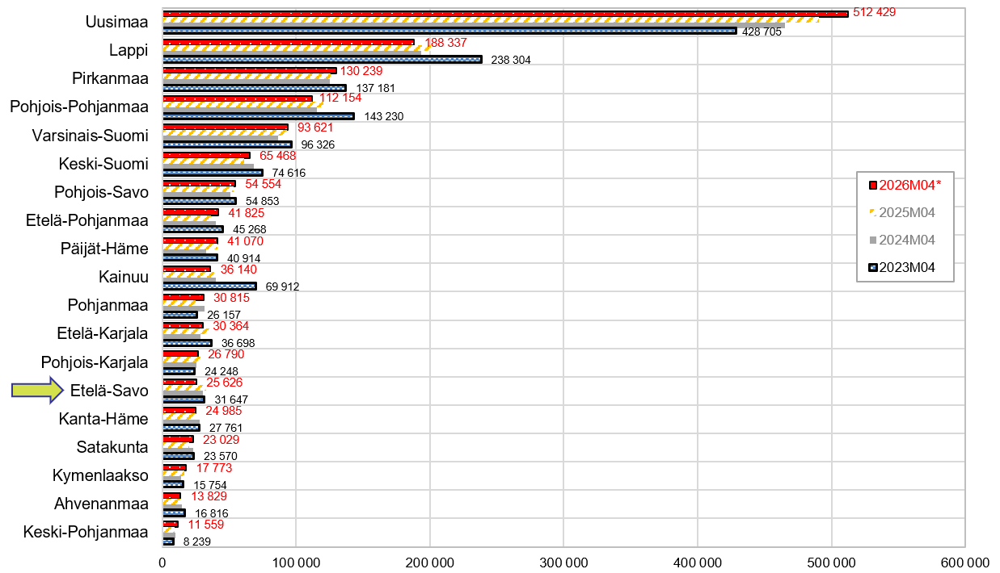 Uusimaa 512 429
428 705
Lappi 188 337
238 304
Pirkanmaa 130 239
137 181
Pohjois-Pohjanmaa 112 154
143 230
Varsinais-Suomi 93 621
96 326
Keski-Suomi 65 468
74 616
Pohjois-Savo 54 554
54 853
Etelä-Pohjanmaa 41 825
45 268
Päijät-Häme 41 070
40 914
Kainuu 36 140
69 912
Pohjanmaa 30 815
26 157
Etelä-Karjala 30 364
36 698
Pohjois-Karjala 26 790
24 248
Etelä-Savo 25 626
31 647
Kanta-Häme 24 985
27 761
Satakunta 23 029
23 570
Kymenlaakso 17 773
15 754
Ahvenanmaa 13 829
16 816
Keski-Pohjanmaa 11 559
8 239
2026M04*
2025M04
2024M04
2023M04
0 100 000 200 000 300 000 400 000 500 000 600 000